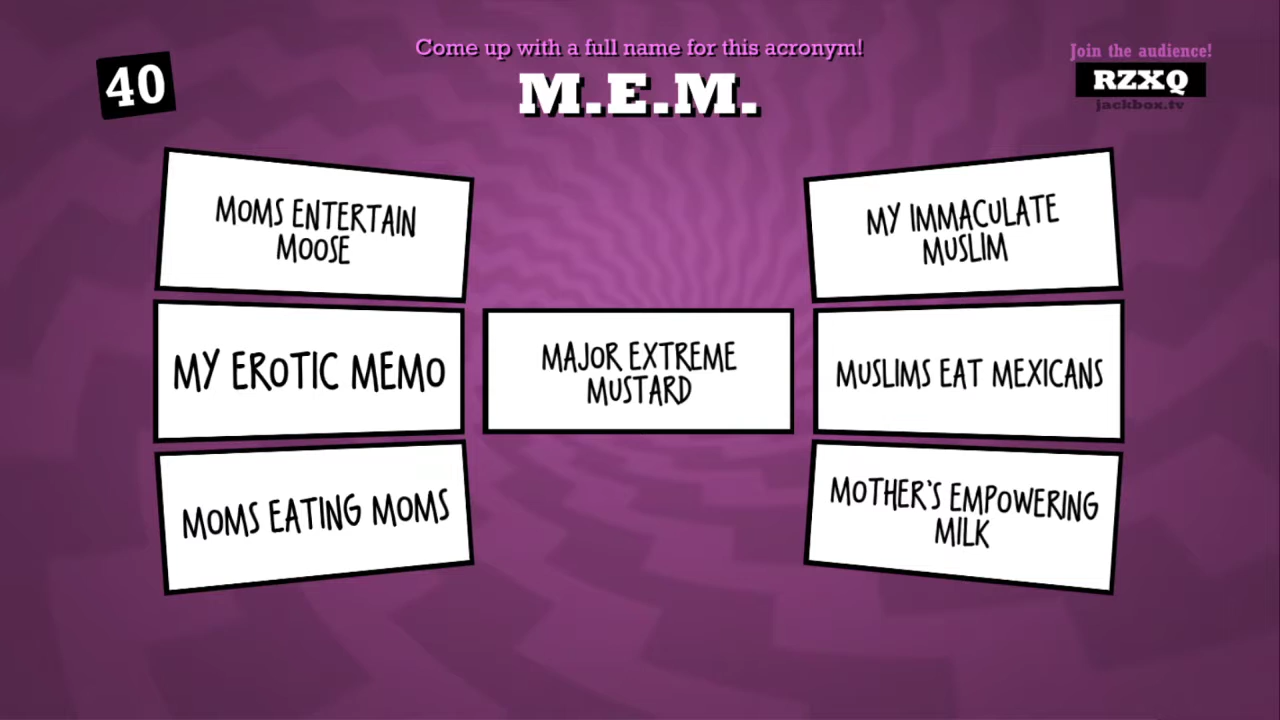 Come up with a full name for this acronym!
M.E.M.
40
Join the audience!
RZXQ
jackbox.tv
MOMS ENTERTAIN
MOOSE
MY IMMACULATE
MUSLIM
MY EROTIC MEMO
MAJOR EXTREME
MUSTARD
MUSLIMS EAT MEXICANS
MOMS EATING MOMS
MOTHER'S EMPOWERING
MILK